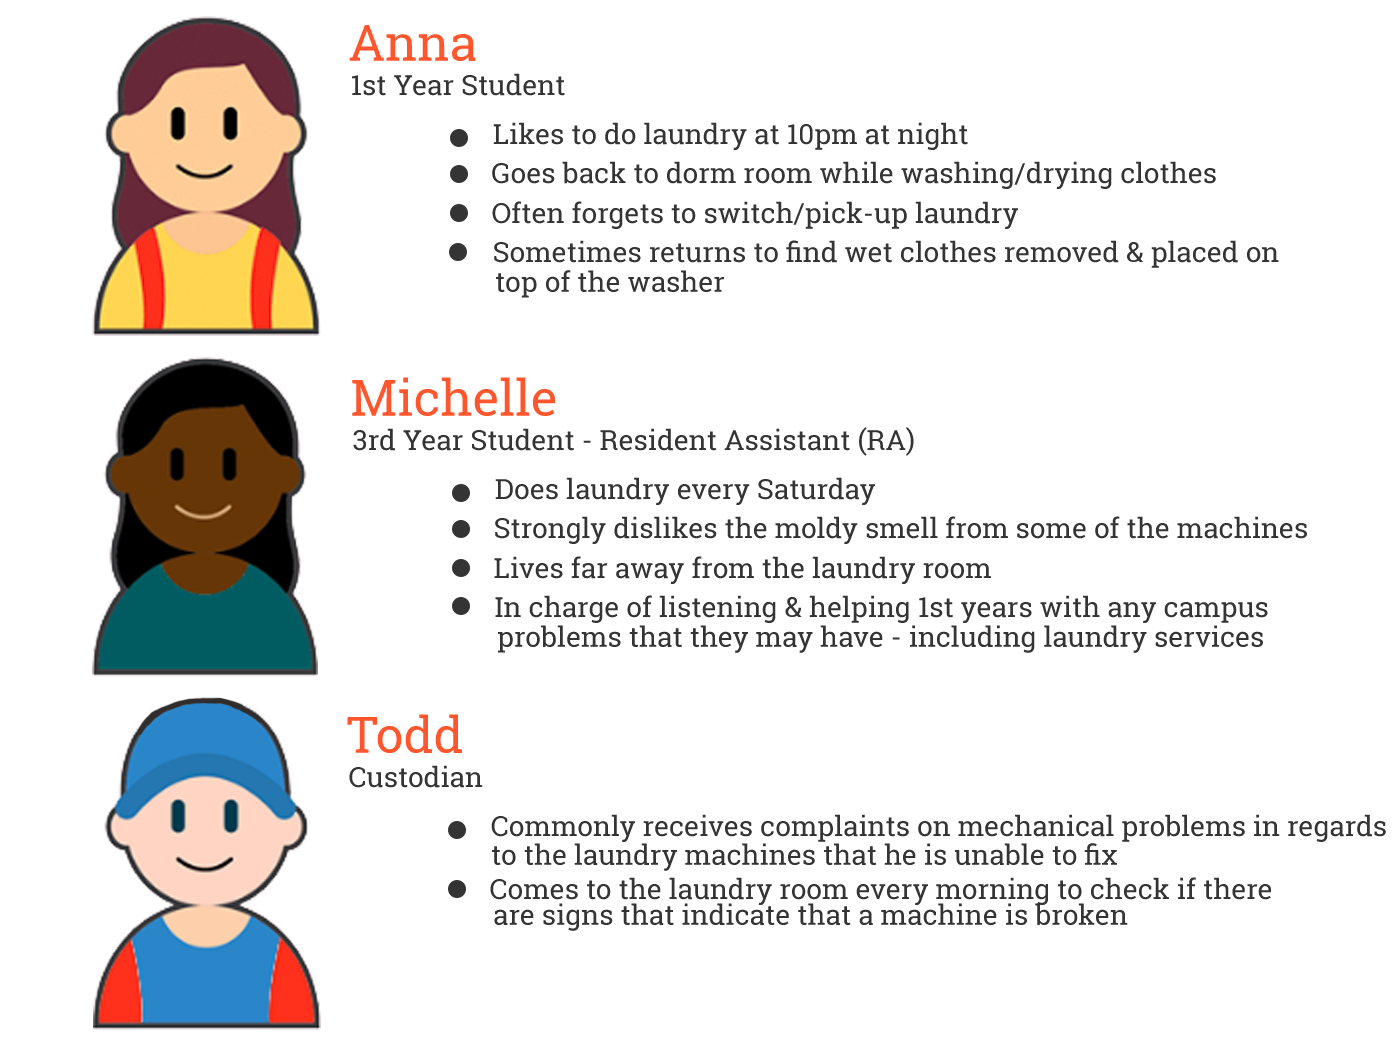 Anna
1st Year Student
● Likes to do laundry at 10pm at night
● Goes back to dorm room while washing/drying clothes
● Often forgets to switch/pick-up laundry
● Sometimes returns to find wet clothes removed & placed on
top of the washer
Michelle
3rd Year Student - Resident Assistant (RA)
● Does laundry every Saturday
● Strongly dislikes the moldy smell from some of the machines
● Lives far away from the laundry room
● In charge of listening & helping 1st years with any campus
problems that they may have - including laundry services
Todd
Custodian
● Commonly receives complaints on mechanical problems in regards
to the laundry machines that he is unable to fix
● Comes to the laundry room every morning to check if there
are signs that indicate that a machine is broken